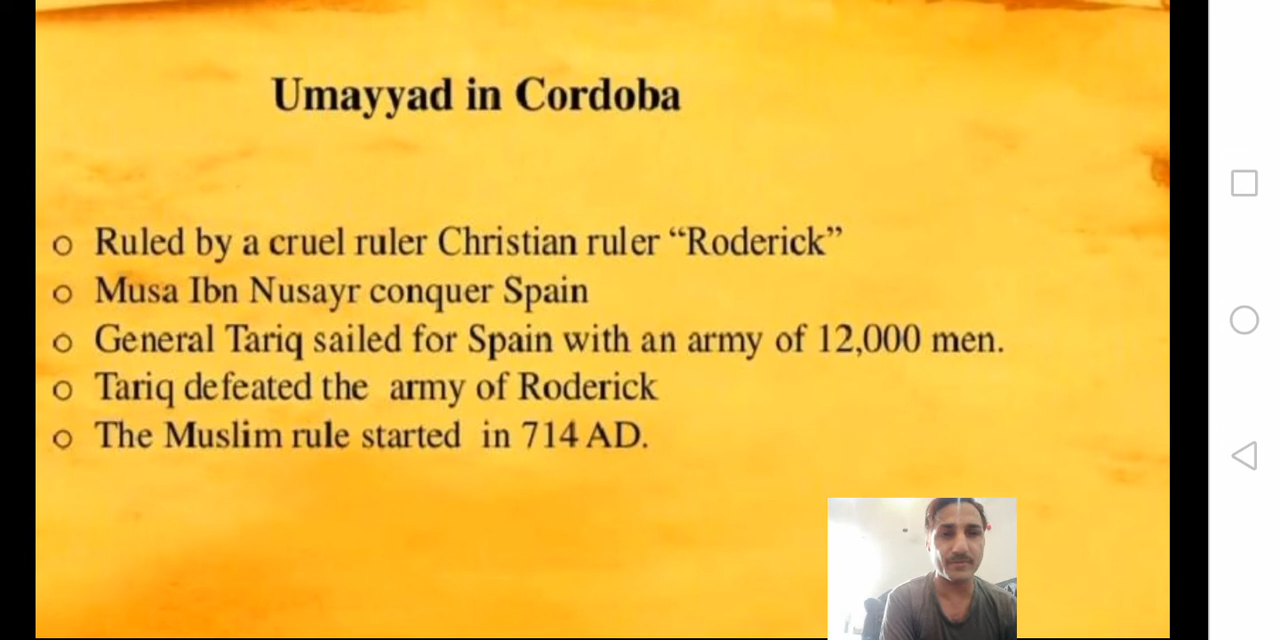 Umayyad in Cordoba
o Ruled by a cruel ruler Christian ruler “Roderick”
o Musa Ibn Nusayr conquer Spain
o General Tariq sailed for Spain with an army of 12,000 men.
o Tariq defeated the army of Roderick
o The Muslim rule started in 714 AD.